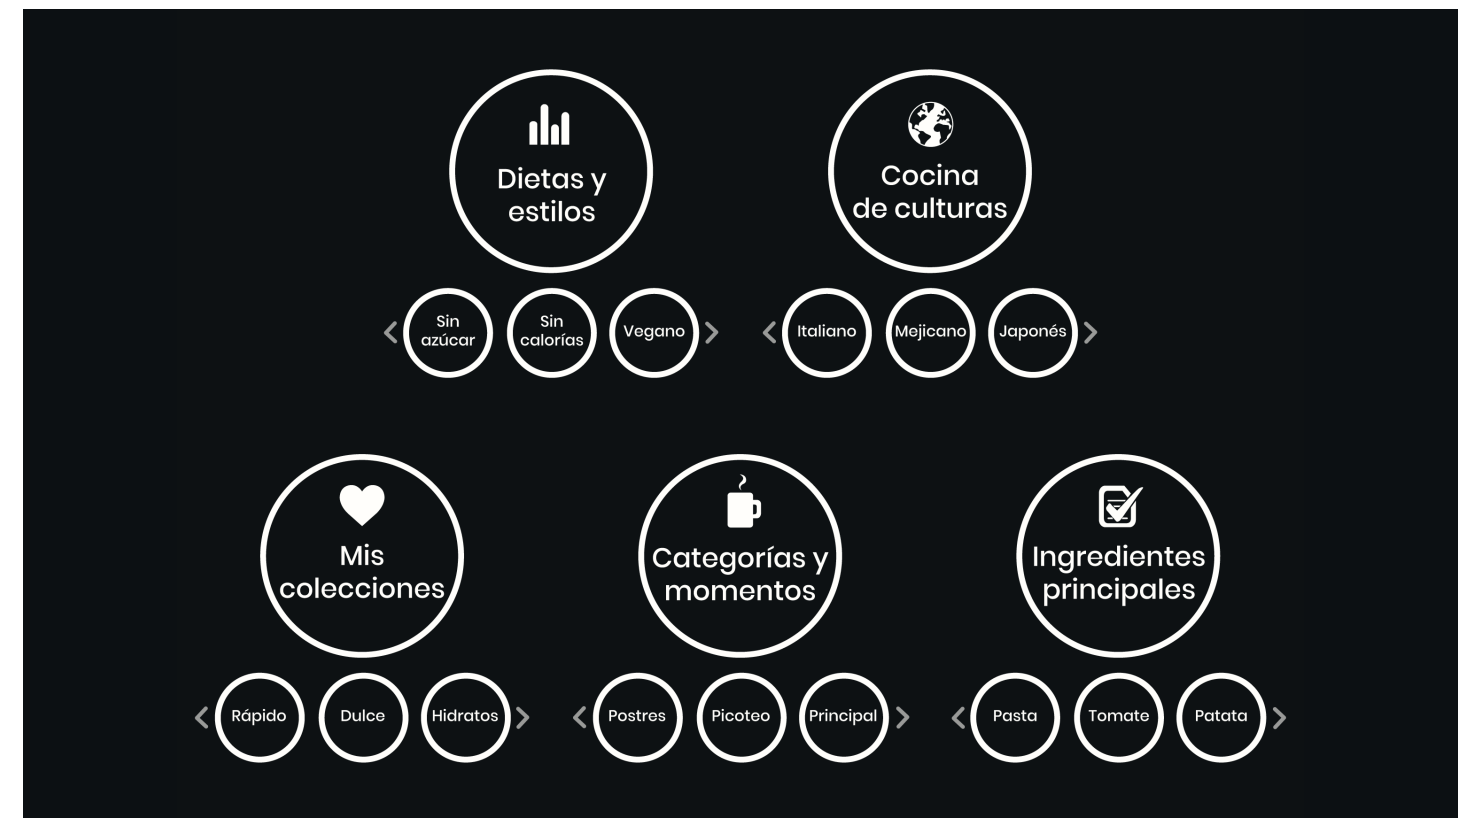 Dietas y
estilos
Cocina
de culturas
Sin
azúcar
Sin
calorías
Vegano
Italiano
Mejicano
Japonés
Mis
colecciones
Categorías y
momentos
Ingredientes
principales
Rápido
Dulce
Hidratos
Postres
Picoteo
Principal
Pasta
Tomate
Patata